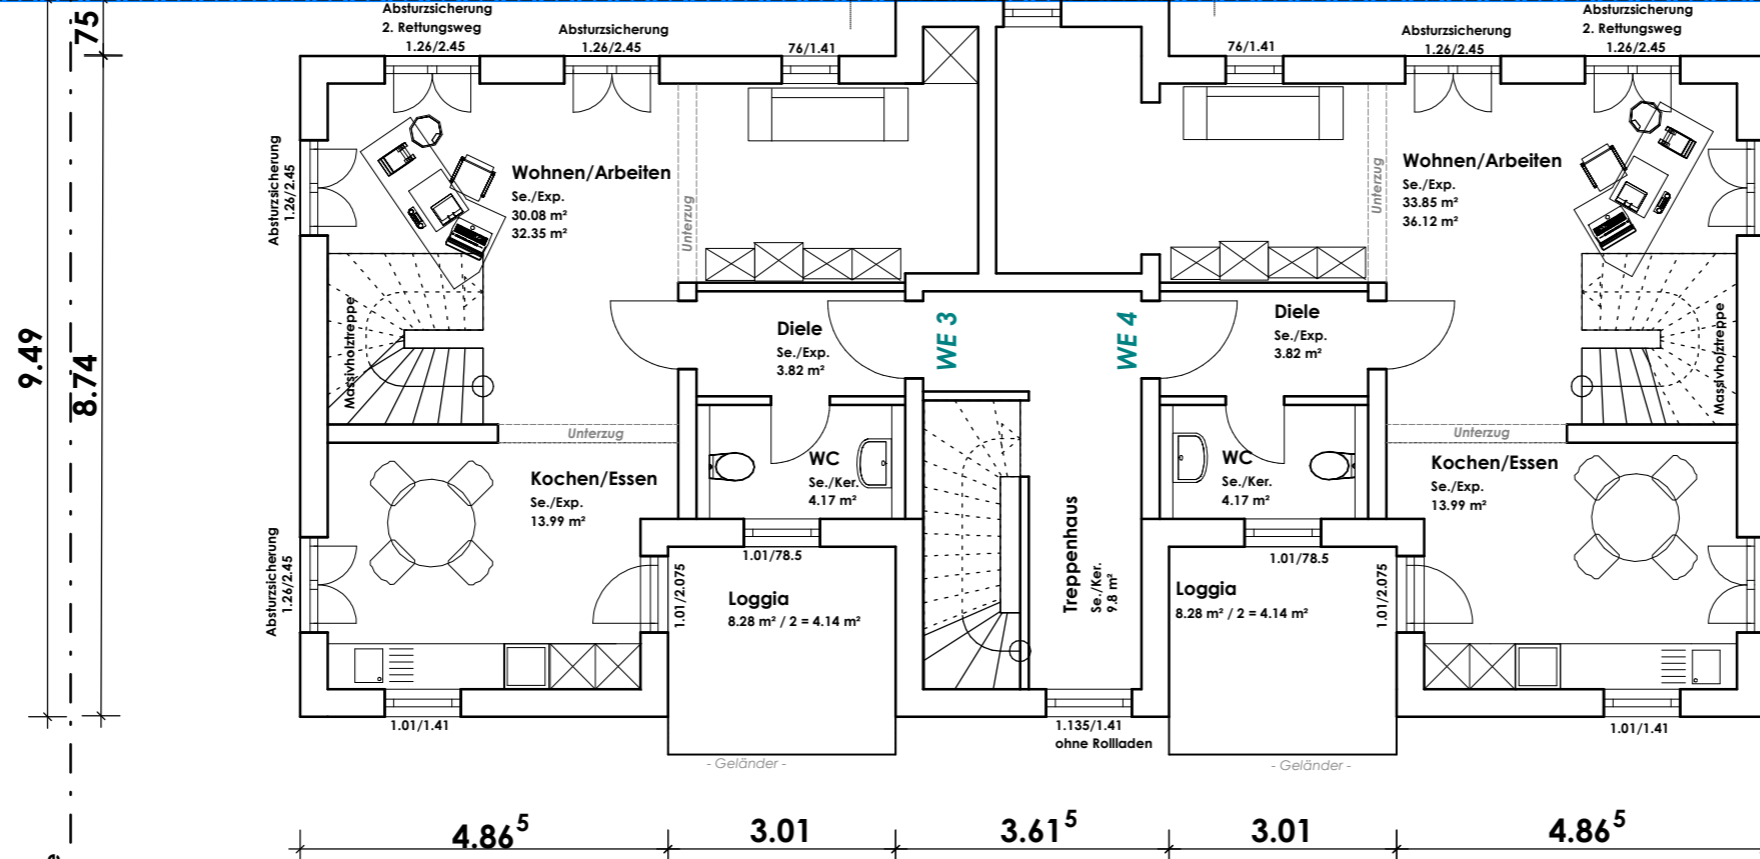 75
Absturzsicherung
2. Rettungsweg
1.26/2.45
Absturzsicherung
1.26/2.45
76/1.41
76/1.41
Absturzsicherung
1.26/2.45
Absturzsicherung
2. Rettungsweg
1.26/2.45
Absturzsicherung
1.26/2.45
Wohnen/Arbeiten
Se./Exp.
30.08 m²
32.35 m²
Unterzug
Unterzug
Wohnen/Arbeiten
Se./Exp.
33.85 m²
36.12 m²
9.49
8.74
Massivholztreppe
Diele
Se./Exp.
3.82 m²
WE 3
WE 4
Diele
Se./Exp.
3.82 m²
Massivholztreppe
Unterzug
Unterzug
Kochen/Essen
Se./Exp.
13.99 m²
WC
Se./Ker.
4.17 m²
WC
Se./Ker.
4.17 m²
Kochen/Essen
Se./Exp.
13.99 m²
Absturzsicherung
1.26/2.45
1.01/2.075
1.01/78.5
Loggia
8.28 m² / 2 = 4.14 m²
Treppenhaus
Se./Ker.
9.8 m²
1.01/78.5
Loggia
8.28 m² / 2 = 4.14 m²
1.01/2.075
1.01/1.41
1.135/1.41
ohne Rollladen
1.01/1.41
- Geländer -
- Geländer -
4.86⁵
3.01
3.61⁵
3.01
4.86⁵